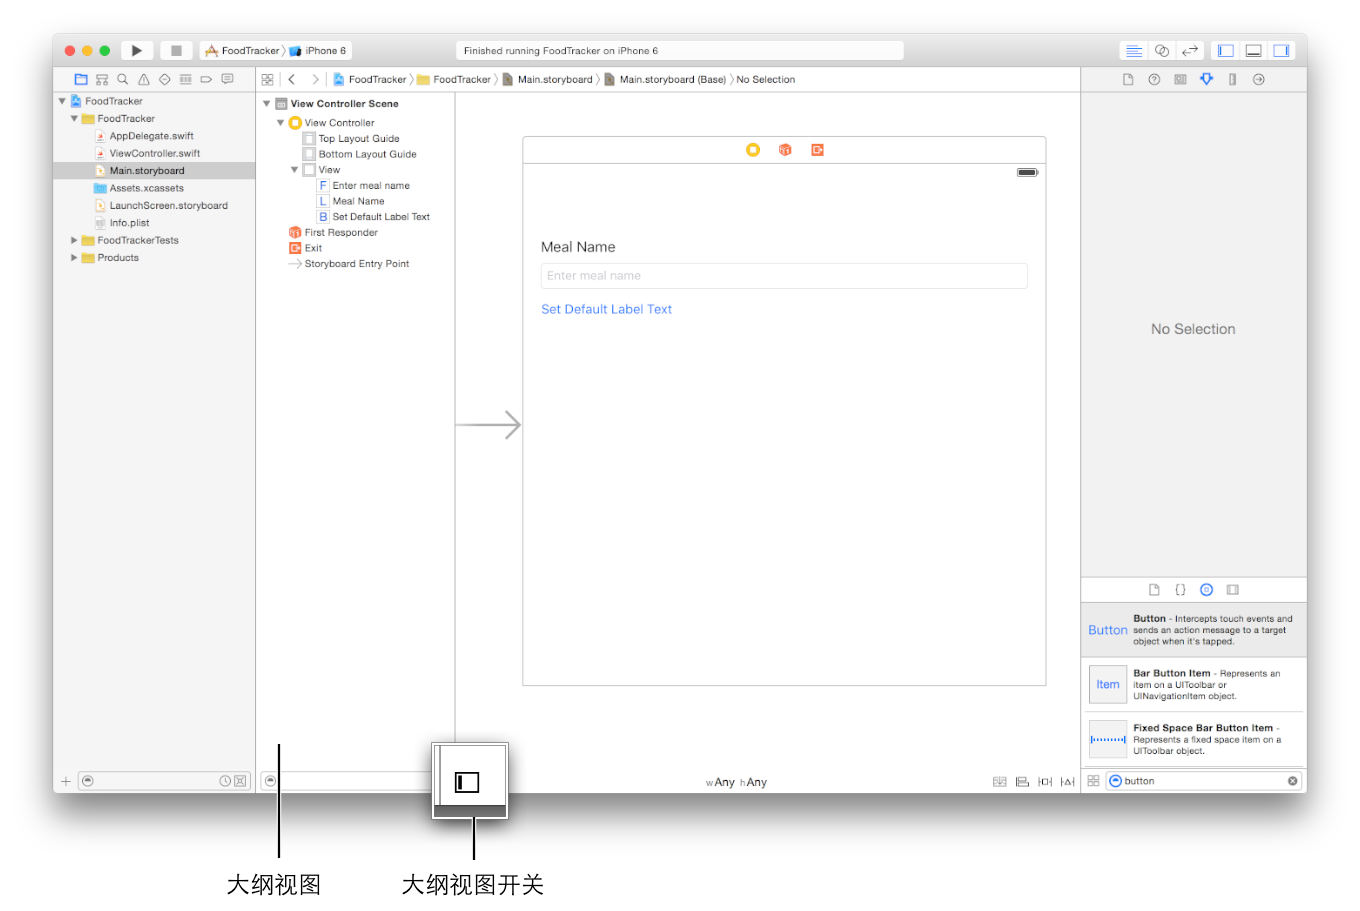 FoodTracker
iPhone 6
Finished running FoodTracker on iPhone 6
FoodTracker
FoodTracker
Main.storyboard
Main.storyboard (Base)
No Selection
FoodTracker
FoodTracker
AppDelegate.swift
ViewController.swift
Main.storyboard
Assets.xcassets
LaunchScreen.storyboard
Info.plist
FoodTrackerTests
Products
View Controller Scene
View Controller
Top Layout Guide
Bottom Layout Guide
View
F Enter meal name
L Meal Name
B Set Default Label Text
First Responder
Exit
Storyboard Entry Point
Meal Name
Enter meal name
Set Default Label Text
wAny hAny
No Selection
Button
Button - Intercepts touch events and
sends an action message to a target
object when it's tapped.
Item
Bar Button Item - Represents an
item on a UIToolbar or
UINavigationItem object.
Fixed Space Bar Button Item -
Represents a fixed space item on a
UIToolbar object.
button
大纲视图
大纲视图开关